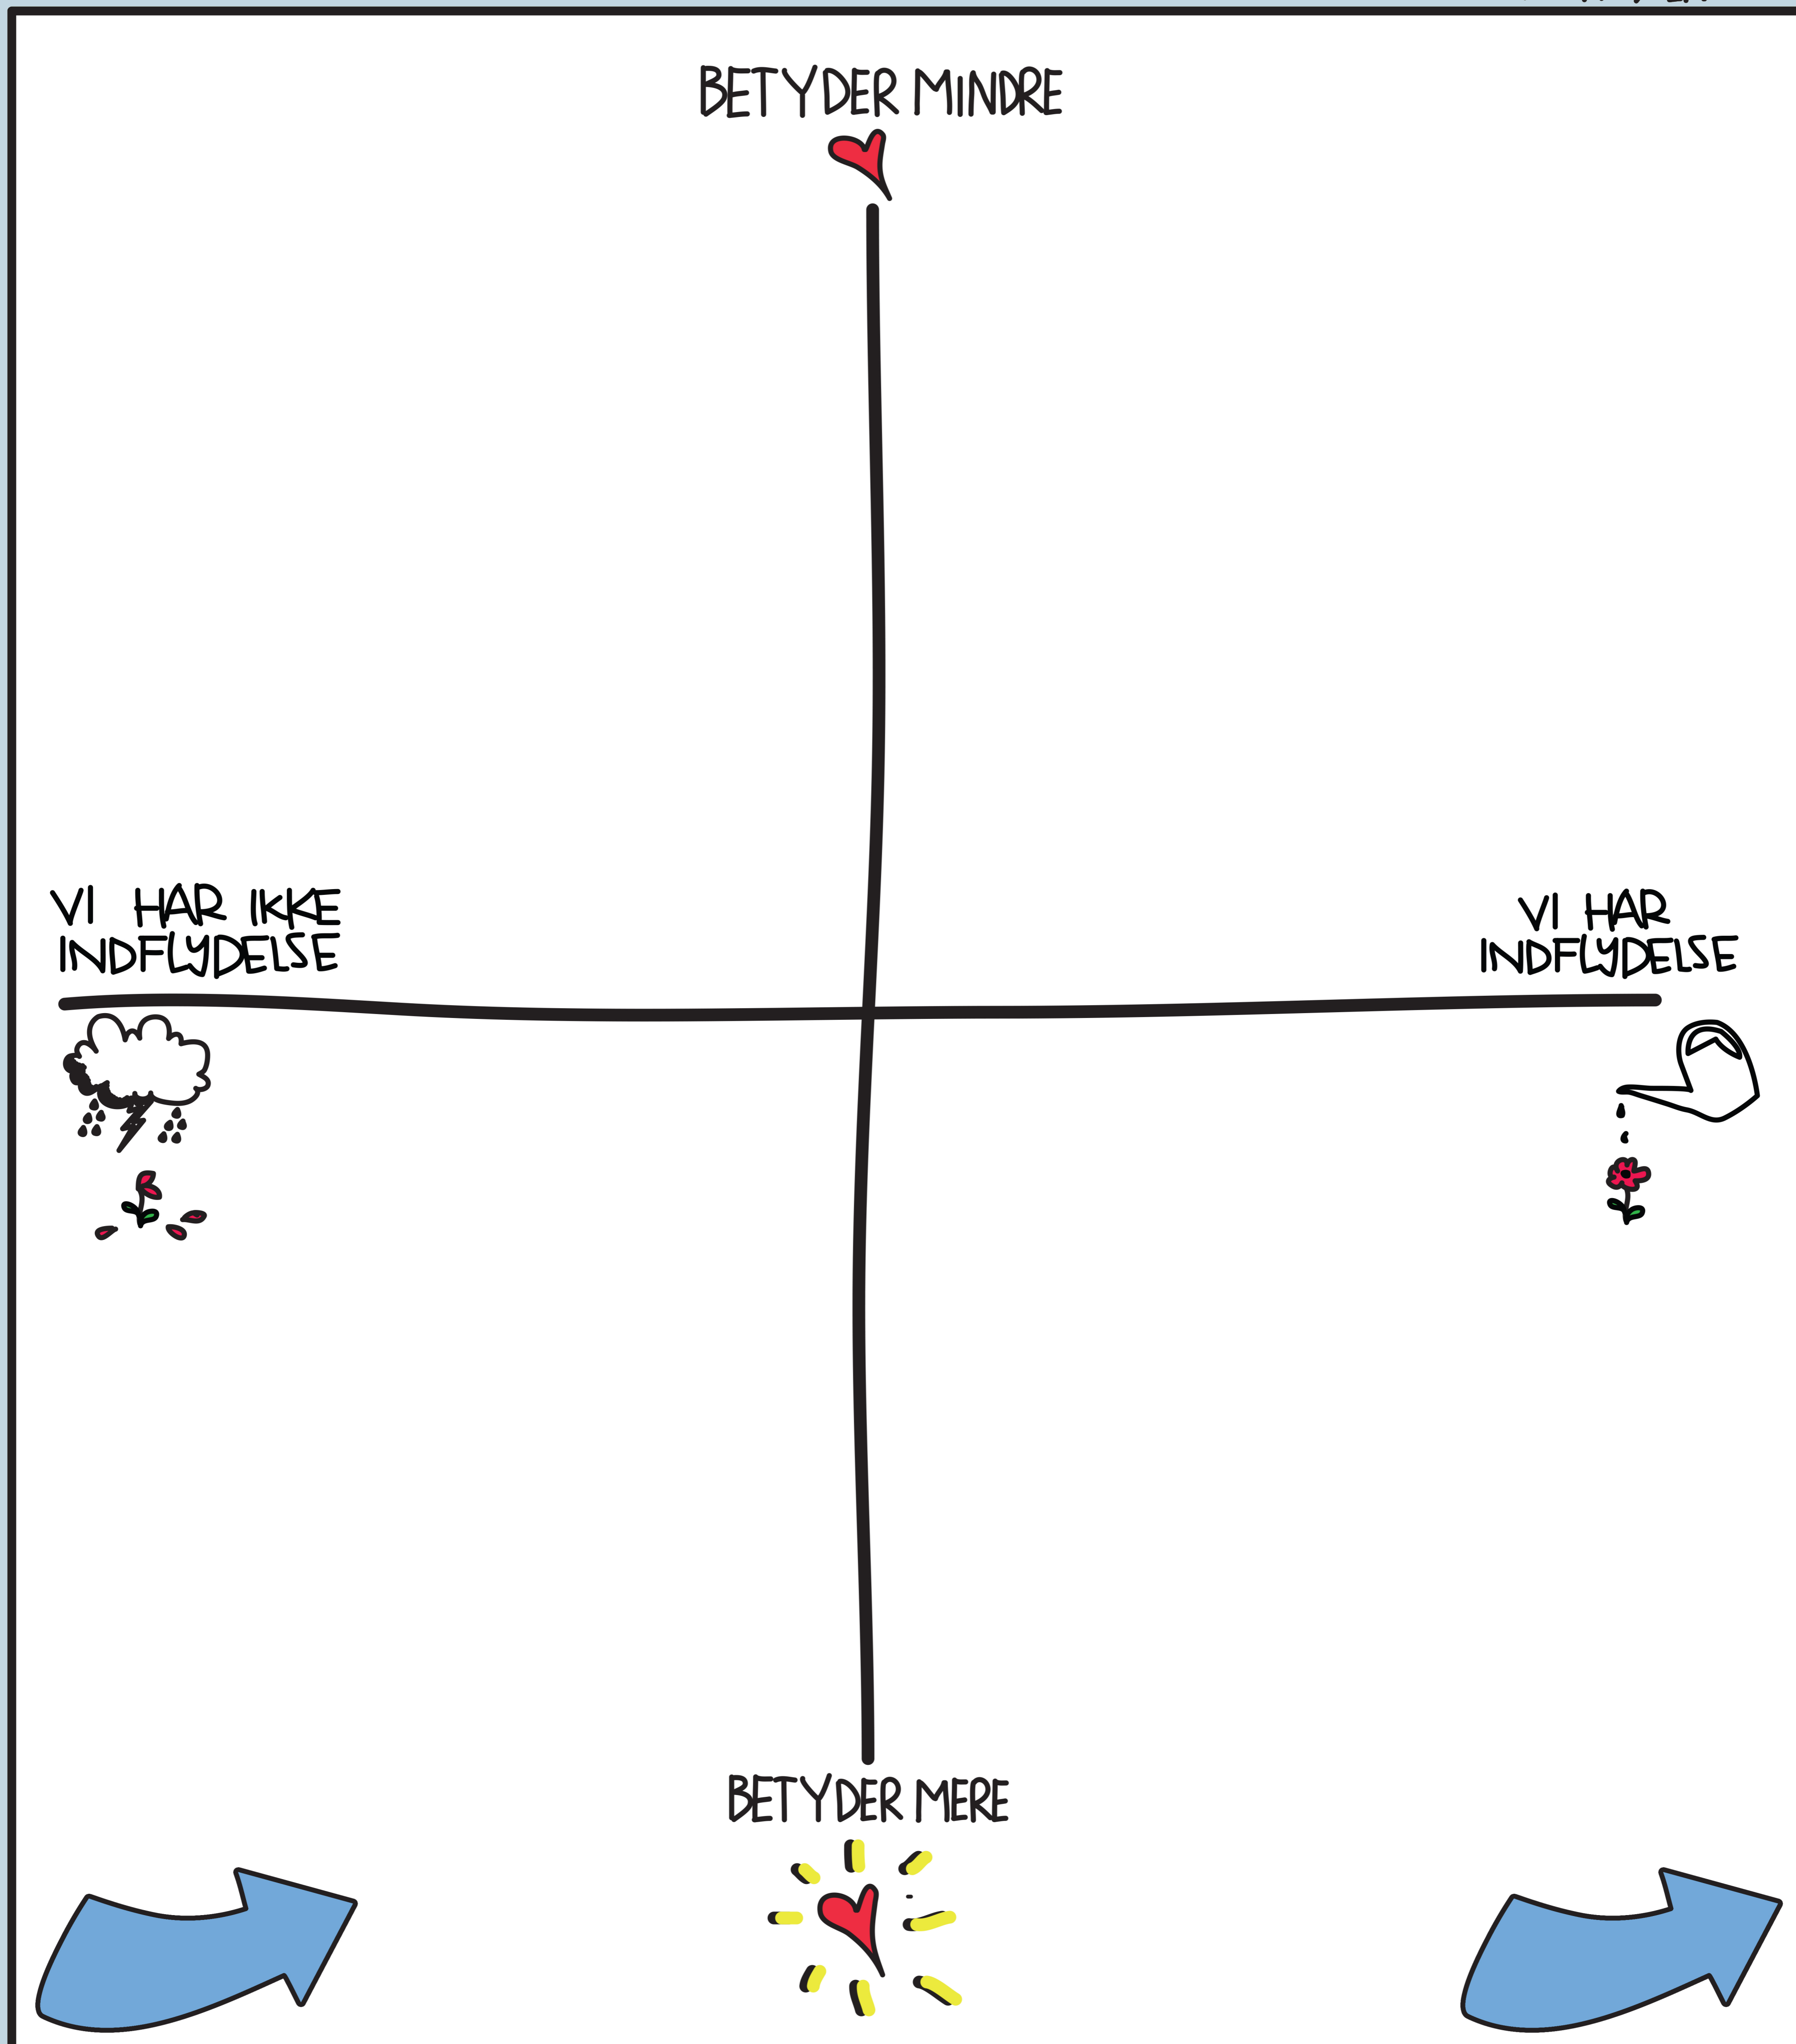 BETYDER MINDRE
VI HAR IKKE
INDFLYDELSE
VI HAR
INDFLYDELSE
BETYDER MERE